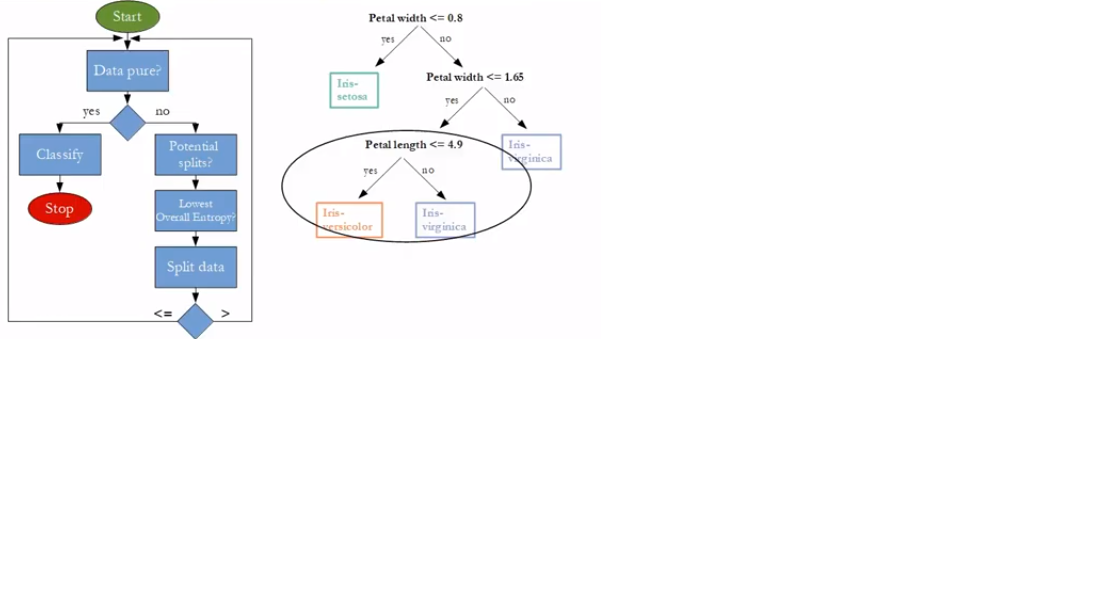 Start
Data pure?
yes
no
Classify
Potential
splits?
Stop
Lowest
Overall Entropy?
Split data
<=
>
Petal width <= 0.8
yes
no
Iris-
setosa
Petal width <= 1.65
yes
no
Petal length <= 4.9
Iris-
virginica
yes
no
Iris-
versicolor
Iris-
virginica